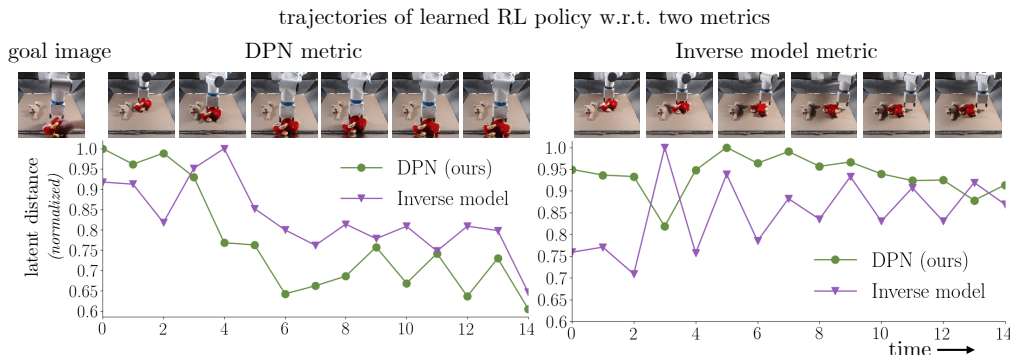 trajectories of learned RL policy w.r.t. two metrics
goal image
DPN metric
Inverse model metric
latent distance
(normalized)
1.0
0.95
0.9
0.85
0.8
0.75
0.7
0.65
0.6
0 2 4 6 8 10 12 14
DPN (ours)
Inverse model
1.0
0.95
0.9
0.85
0.8
0.75
0.7
0.65
0.6
0 2 4 6 8 10 12 14
DPN (ours)
Inverse model
time